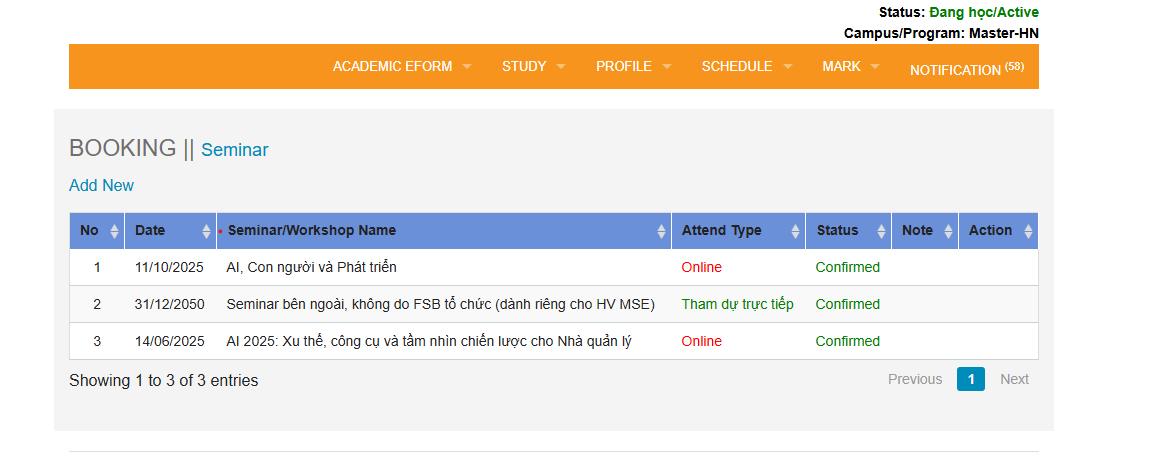 Status: Đang học/Active
Campus/Program: Master-HN
ACADEMIC EFORM STUDY PROFILE SCHEDULE MARK NOTIFICATION (58)
BOOKING || Seminar
Add New
No Date Seminar/Workshop Name Attend Type Status Note Action
1 11/10/2025 AI, Con người và Phát triển Online Confirmed
2 31/12/2050 Seminar bên ngoài, không do FSB tổ chức (dành riêng cho HV MSE) Tham dự trực tiếp Confirmed
3 14/06/2025 AI 2025: Xu thế, công cụ và tầm nhìn chiến lược cho Nhà quản lý Online Confirmed
Showing 1 to 3 of 3 entries Previous 1 Next